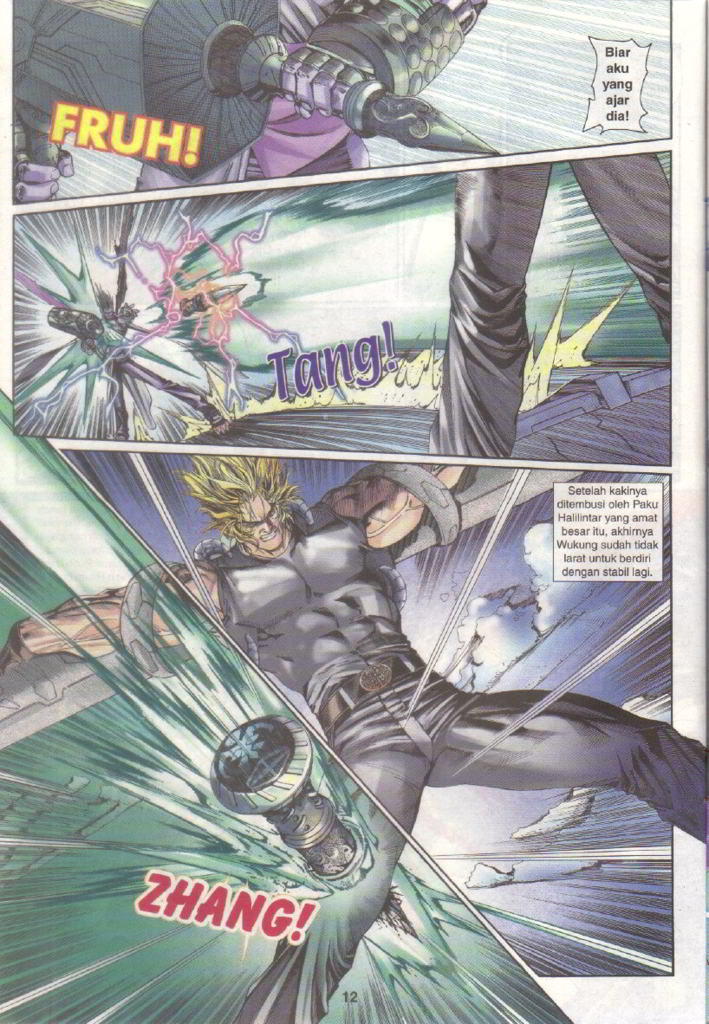 Biar
aku
yang
ajar
dia!
FRUH!
Tang!
Setelah kakinya
ditembusi oleh Paku
Halilintar yang amat
besar itu, akhirnya
Wukung sudah tidak
larat untuk berdiri
dengan stabil lagi.
ZHANG!
12